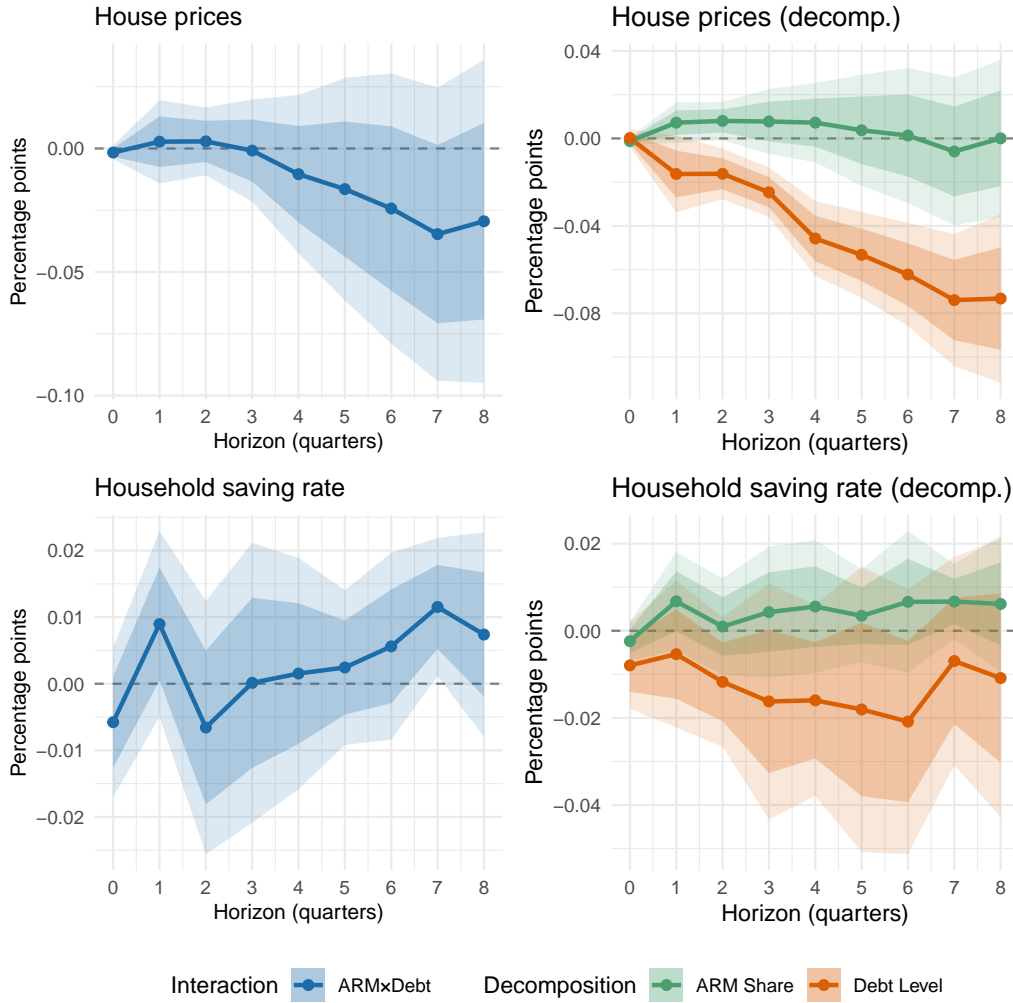 House prices
Percentage points
0.00
−0.05
−0.10
0 1 2 3 4 5 6 7 8
Horizon (quarters)
House prices (decomp.)
Percentage points
0.04
0.00
−0.04
−0.08
0 1 2 3 4 5 6 7 8
Horizon (quarters)
Household saving rate
Percentage points
0.02
0.01
0.00
−0.01
−0.02
0 1 2 3 4 5 6 7 8
Horizon (quarters)
Household saving rate (decomp.)
Percentage points
0.02
0.00
−0.02
−0.04
0 1 2 3 4 5 6 7 8
Horizon (quarters)
Interaction ARM×Debt Decomposition ARM Share Debt Level